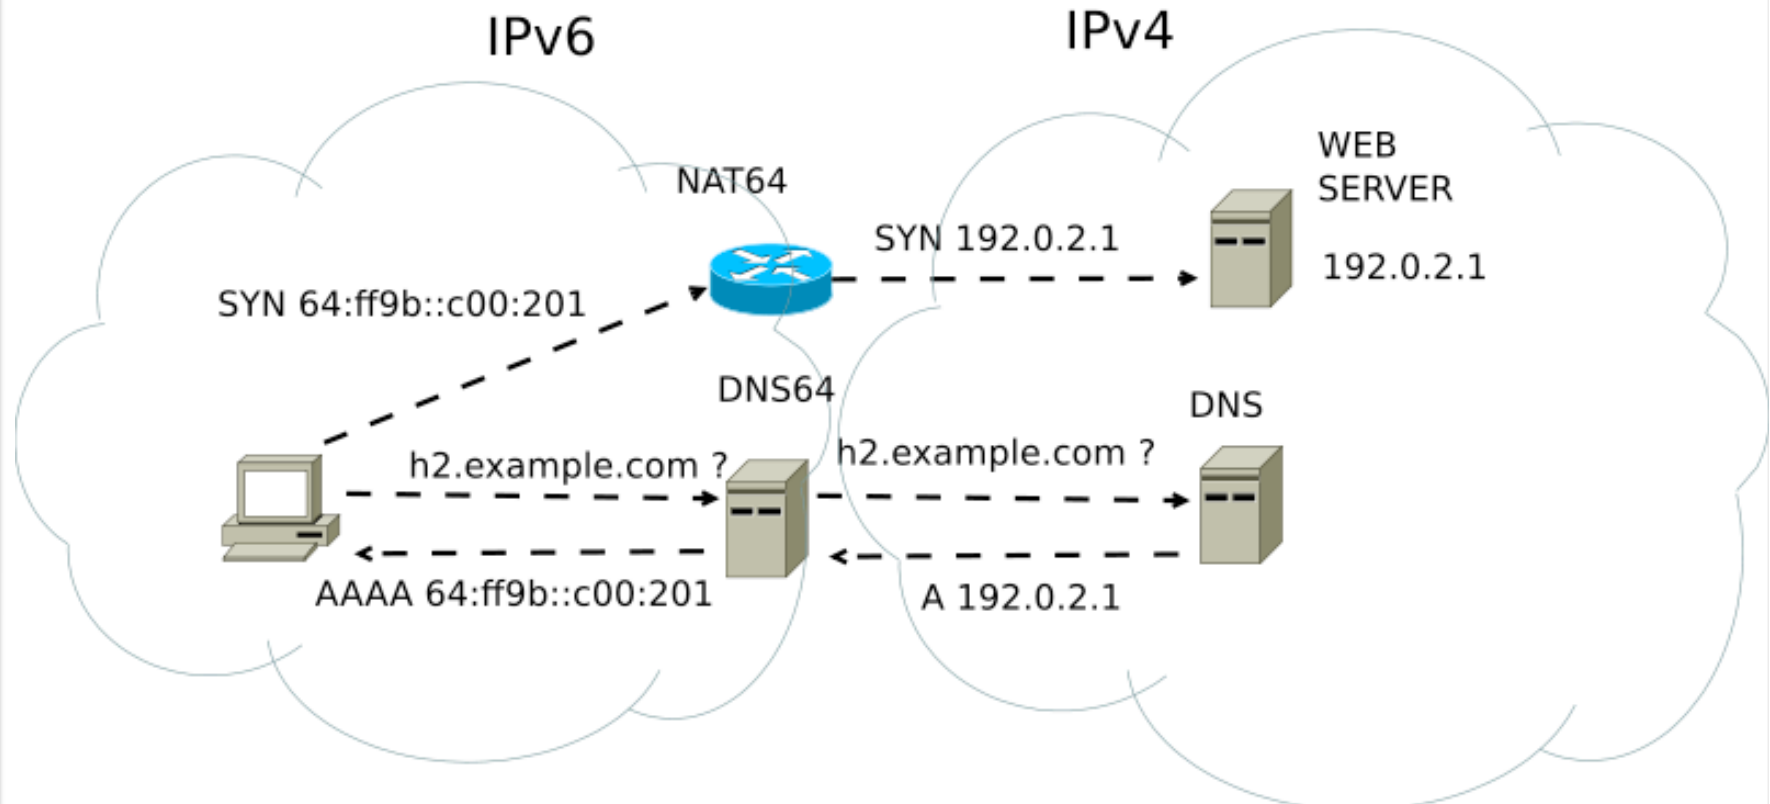 IPv6
IPv4
WEB
SERVER
NAT64
SYN 192.0.2.1
192.0.2.1
SYN 64:ff9b::c00:201
DNS64
DNS
h2.example.com ?
h2.example.com ?
AAAA 64:ff9b::c00:201
A 192.0.2.1